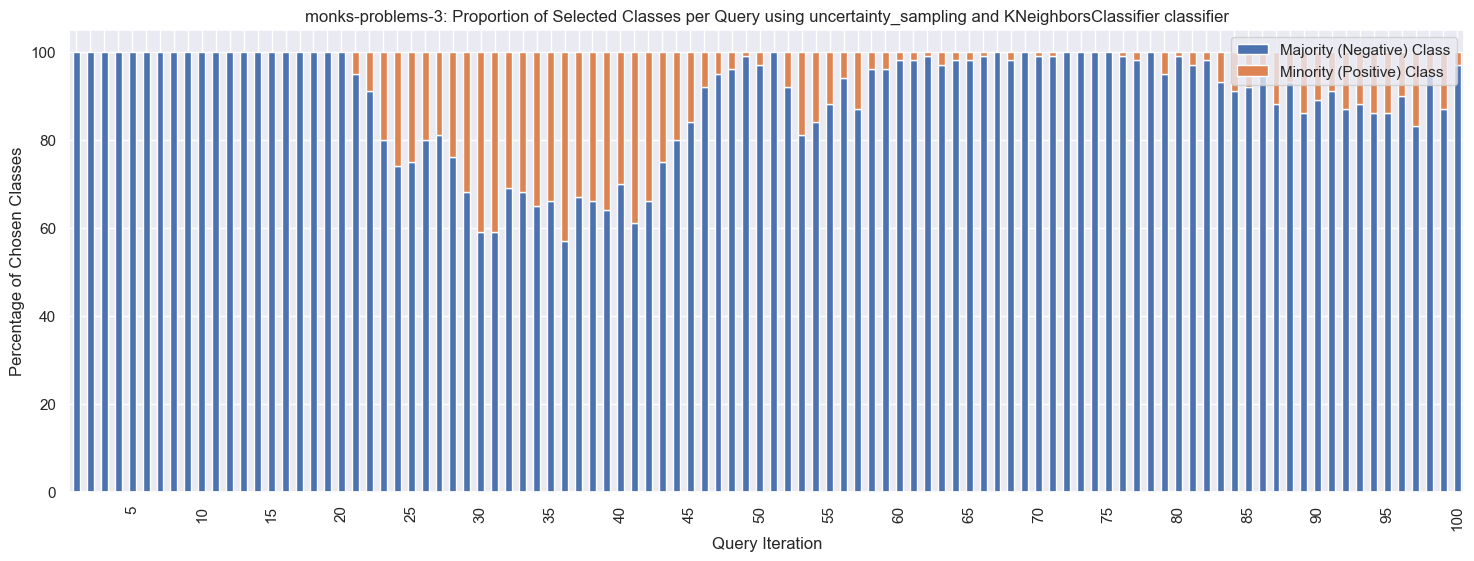 monks-problems-3: Proportion of Selected Classes per Query using uncertainty_sampling and KNeighborsClassifier classifier
Majority (Negative) Class
Minority (Positive) Class
Percentage of Chosen Classes
100
80
60
40
20
0
5 10 15 20 25 30 35 40 45 50 55 60 65 70 75 80 85 90 95 100
Query Iteration